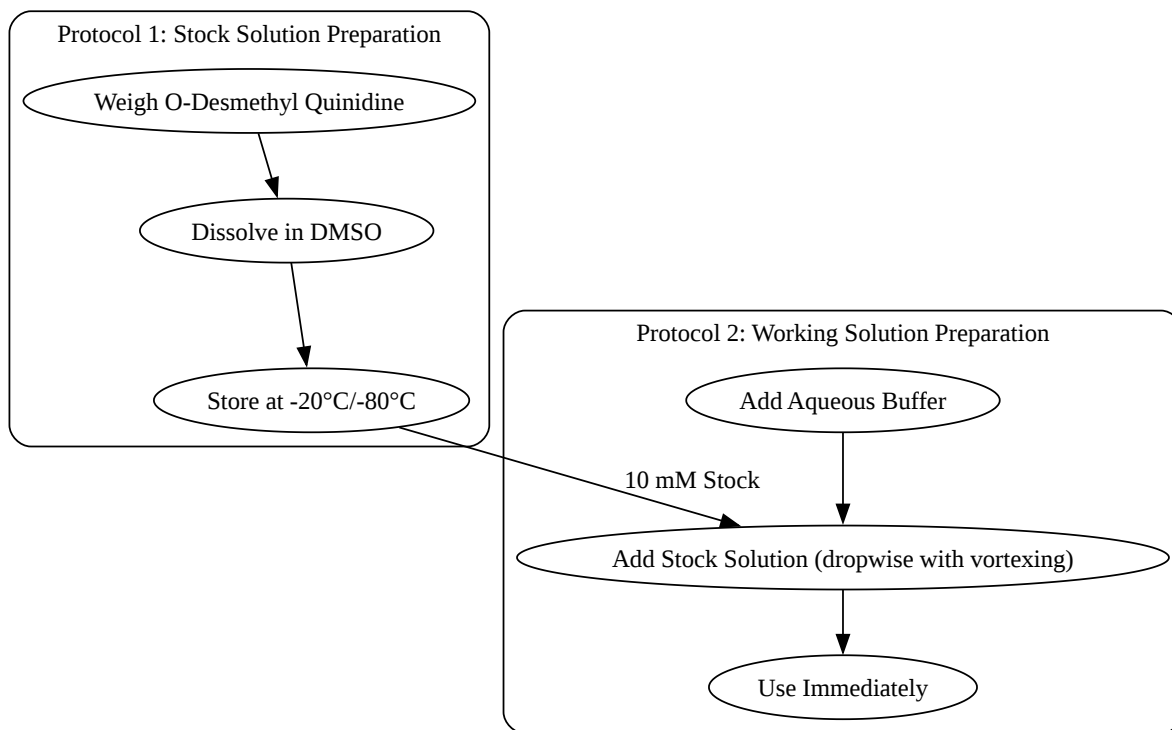 Protocol 1: Stock Solution Preparation
Weigh O-Desmethyl Quinidine
Dissolve in DMSO
Store at -20°C/-80°C
Protocol 2: Working Solution Preparation
Add Aqueous Buffer
10 mM Stock
Add Stock Solution (dropwise with vortexing)
Use Immediately